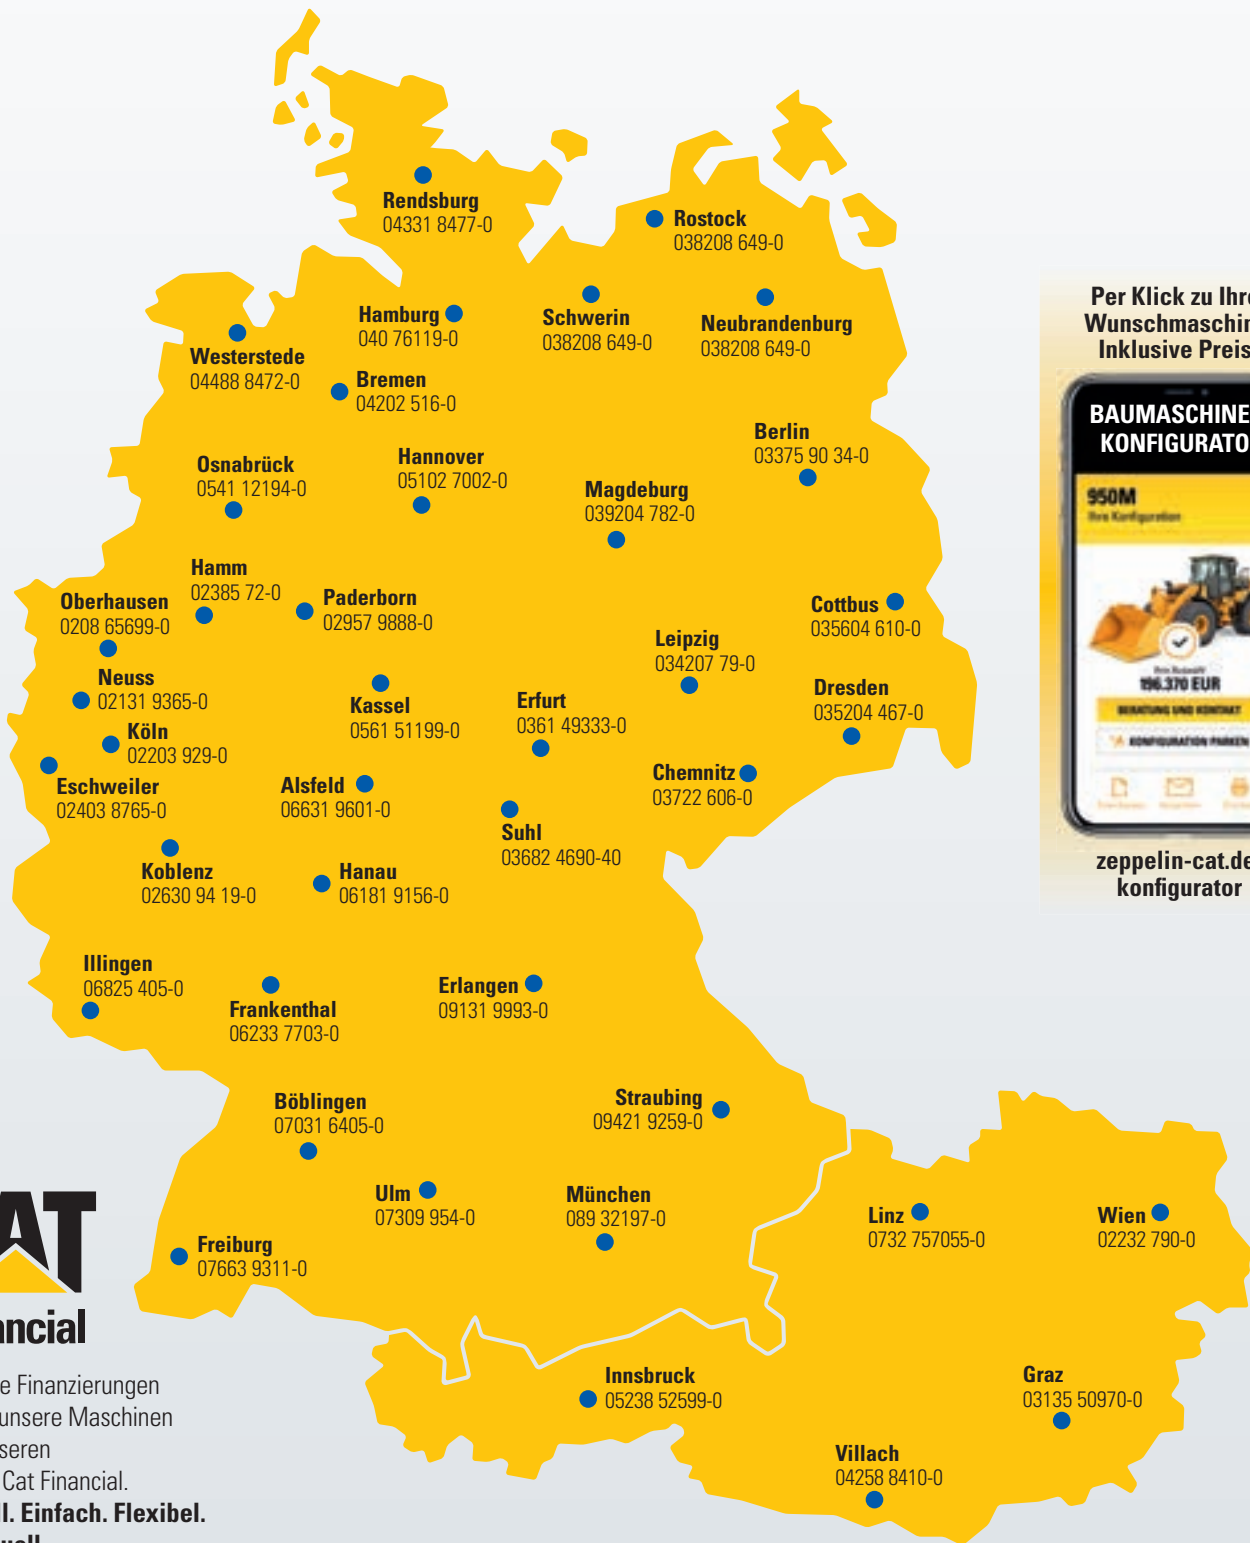 Rendsburg
04331 8477-0
Rostock
038208 649-0
Hamburg
040 76119-0
Schwerin
038208 649-0
Neubrandenburg
038208 649-0
Westerstede
04488 8472-0
Bremen
04202 516-0
Berlin
03375 90 34-0
Osnabrück
0541 12194-0
Hannover
05102 7002-0
Magdeburg
039204 782-0
Hamm
02385 72-0
Oberhausen
0208 65699-0
Paderborn
02957 9888-0
Cottbus
035604 610-0
Leipzig
034207 79-0
Neuss
02131 9365-0
Kassel
0561 51199-0
Erfurt
0361 49333-0
Dresden
035204 467-0
Köln
02203 929-0
Eschweiler
02403 8765-0
Alsfeld
06631 9601-0
Chemnitz
03722 606-0
Suhl
03682 4690-40
Koblenz
02630 94 19-0
Hanau
06181 9156-0
Illingen
06825 405-0
Frankenthal
06233 7703-0
Erlangen
09131 9993-0
Böblingen
07031 6405-0
Straubing
09421 9259-0
Ulm
07309 954-0
München
089 32197-0
Freiburg
07663 9311-0
Linz
0732 757055-0
Wien
02232 790-0
Innsbruck
05238 52599-0
Graz
03135 50970-0
Villach
04258 8410-0
Per Klick zu Ihre
Wunschmaschin
Inklusive Preis
BAUMASCHINE
KONFIGURATO
950M
Ihre Konfiguration
196.370 EUR
BERATUNG UND KONTAKT
KONFIGURATION PARKEN
zeppelin-cat.de
konfigurator
AT
ncial
e Finanzierungen
unsere Maschinen
seren
Cat Financial.
ll. Einfach. Flexibel.